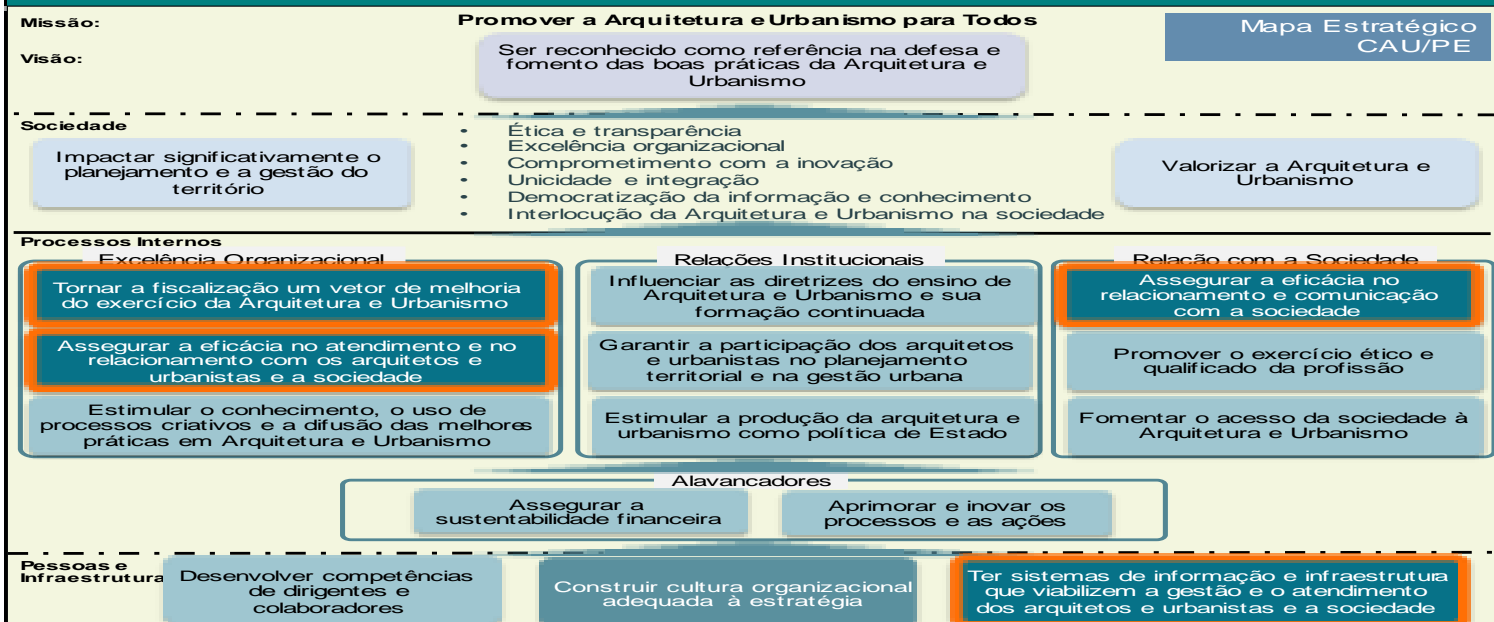 Missão:
Promover a Arquitetura e Urbanismo para Todos
Mapa Estratégico
CAU/PE
Visão:
Ser reconhecido como referência na defesa e
fomento das boas práticas da Arquitetura e
Urbanismo
Sociedade
Impactar significativamente o
planejamento e a gestão do
território
• Ética e transparência
• Excelência organizacional
• Comprometimento com a inovação
• Unicidade e integração
• Democratização da informação e conhecimento
• Interlocução da Arquitetura e Urbanismo na sociedade
Valorizar a Arquitetura e
Urbanismo
Processos Internos
Excelência Organizacional
Tornar a fiscalização um vetor de melhoria
do exercício da Arquitetura e Urbanismo
Assegurar a eficácia no atendimento e no
relacionamento com os arquitetos e
urbanistas e a sociedade
Estimular o conhecimento, o uso de
processos criativos e a difusão das melhores
práticas em Arquitetura e Urbanismo
Relações Institucionais
Influenciar as diretrizes do ensino de
Arquitetura e Urbanismo e sua
formação continuada
Garantir a participação dos arquitetos
e urbanistas no planejamento
territorial e na gestão urbana
Estimular a produção da arquitetura e
urbanismo como política de Estado
Relação com a Sociedade
Assegurar a eficácia no
relacionamento e comunicação
com a sociedade
Promover o exercício ético e
qualificado da profissão
Fomentar o acesso da sociedade à
Arquitetura e Urbanismo
Alavancadores
Assegurar a
sustentabilidade financeira
Aprimorar e inovar os
processos e as ações
Pessoas e
Infraestrutura
Desenvolver competências
de dirigentes e
colaboradores
Construir cultura organizacional
adequada à estratégia
Ter sistemas de informação e infraestrutura
que viabilizem a gestão e o atendimento
dos arquitetos e urbanistas e a sociedade